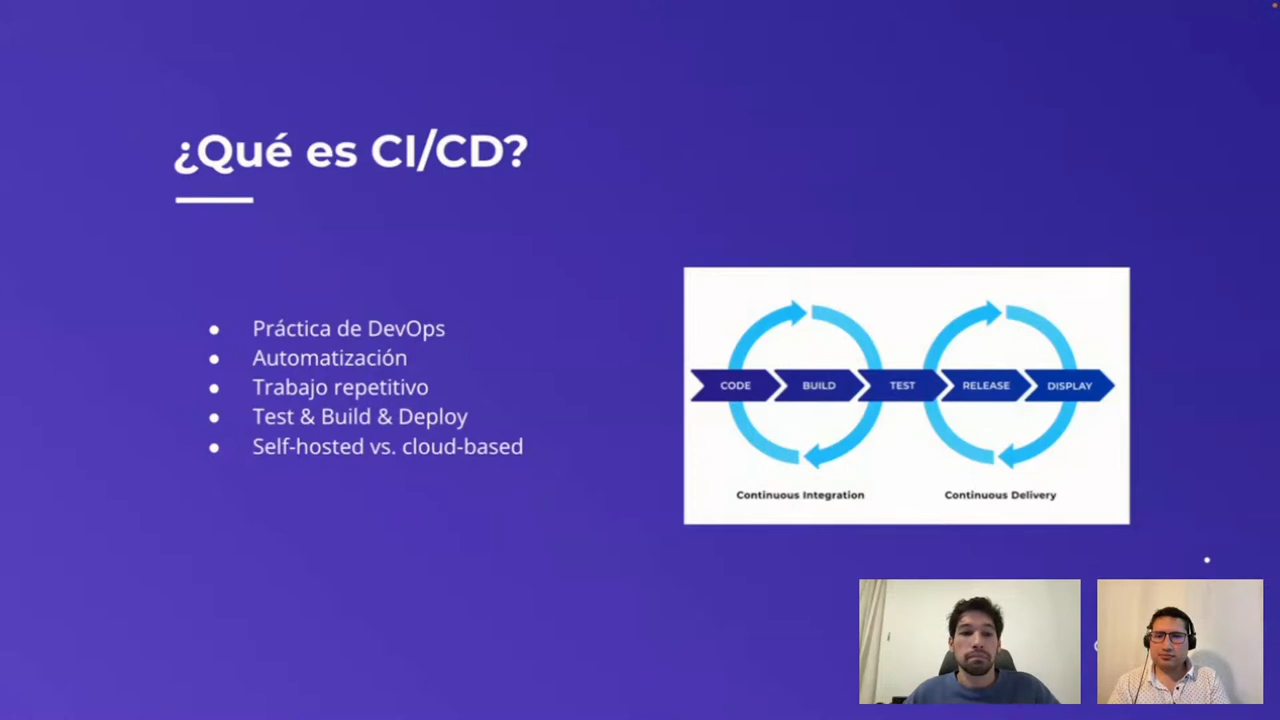 ¿Qué es CI/CD?
● Práctica de DevOps
● Automatización
● Trabajo repetitivo
● Test & Build & Deploy
● Self-hosted vs. cloud-based
CODE BUILD TEST RELEASE DISPLAY
Continuous Integration Continuous Delivery